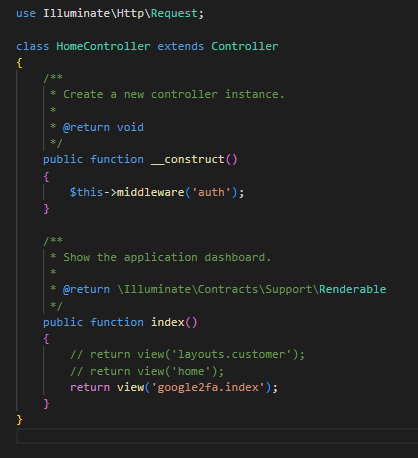 use Illuminate\Http\Request;
class HomeController extends Controller
{
/**
* Create a new controller instance.
*
* @return void
*/
public function __construct()
{
$this->middleware('auth');
}
/**
* Show the application dashboard.
*
* @return \Illuminate\Contracts\Support\Renderable
*/
public function index()
{
// return view('layouts.customer');
// return view('home');
return view('google2fa.index');
}
}